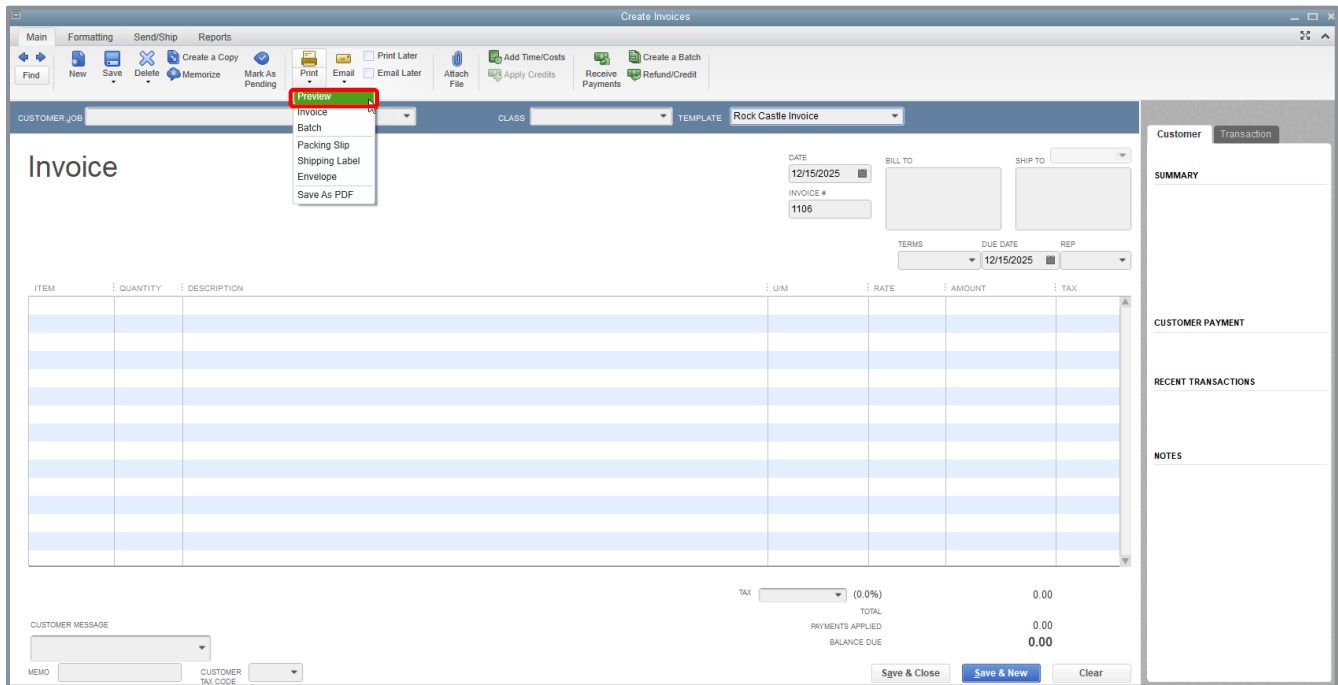 Create Invoices
Main Formatting Send/Ship Reports
Find New Save Delete Create a Copy Memorize Mark As Pending Print Email Print Later Email Later Attach File Add Time/Costs Apply Credits Receive Payments Create a Batch Refund/Credit
Preview
Invoice
Batch
Packing Slip
Shipping Label
Envelope
Save As PDF
CUSTOMER:JOB CLASS TEMPLATE Rock Castle Invoice
Invoice
DATE
12/15/2025
INVOICE #
1106
BILL TO
SHIP TO
TERMS DUE DATE REP
12/15/2025
ITEM QUANTITY DESCRIPTION U/M RATE AMOUNT TAX
TAX (0.0%) 0.00
TOTAL
PAYMENTS APPLIED 0.00
BALANCE DUE 0.00
CUSTOMER MESSAGE
MEMO CUSTOMER
TAX CODE
Save & Close Save & New Clear
Customer Transaction
SUMMARY
CUSTOMER PAYMENT
RECENT TRANSACTIONS
NOTES